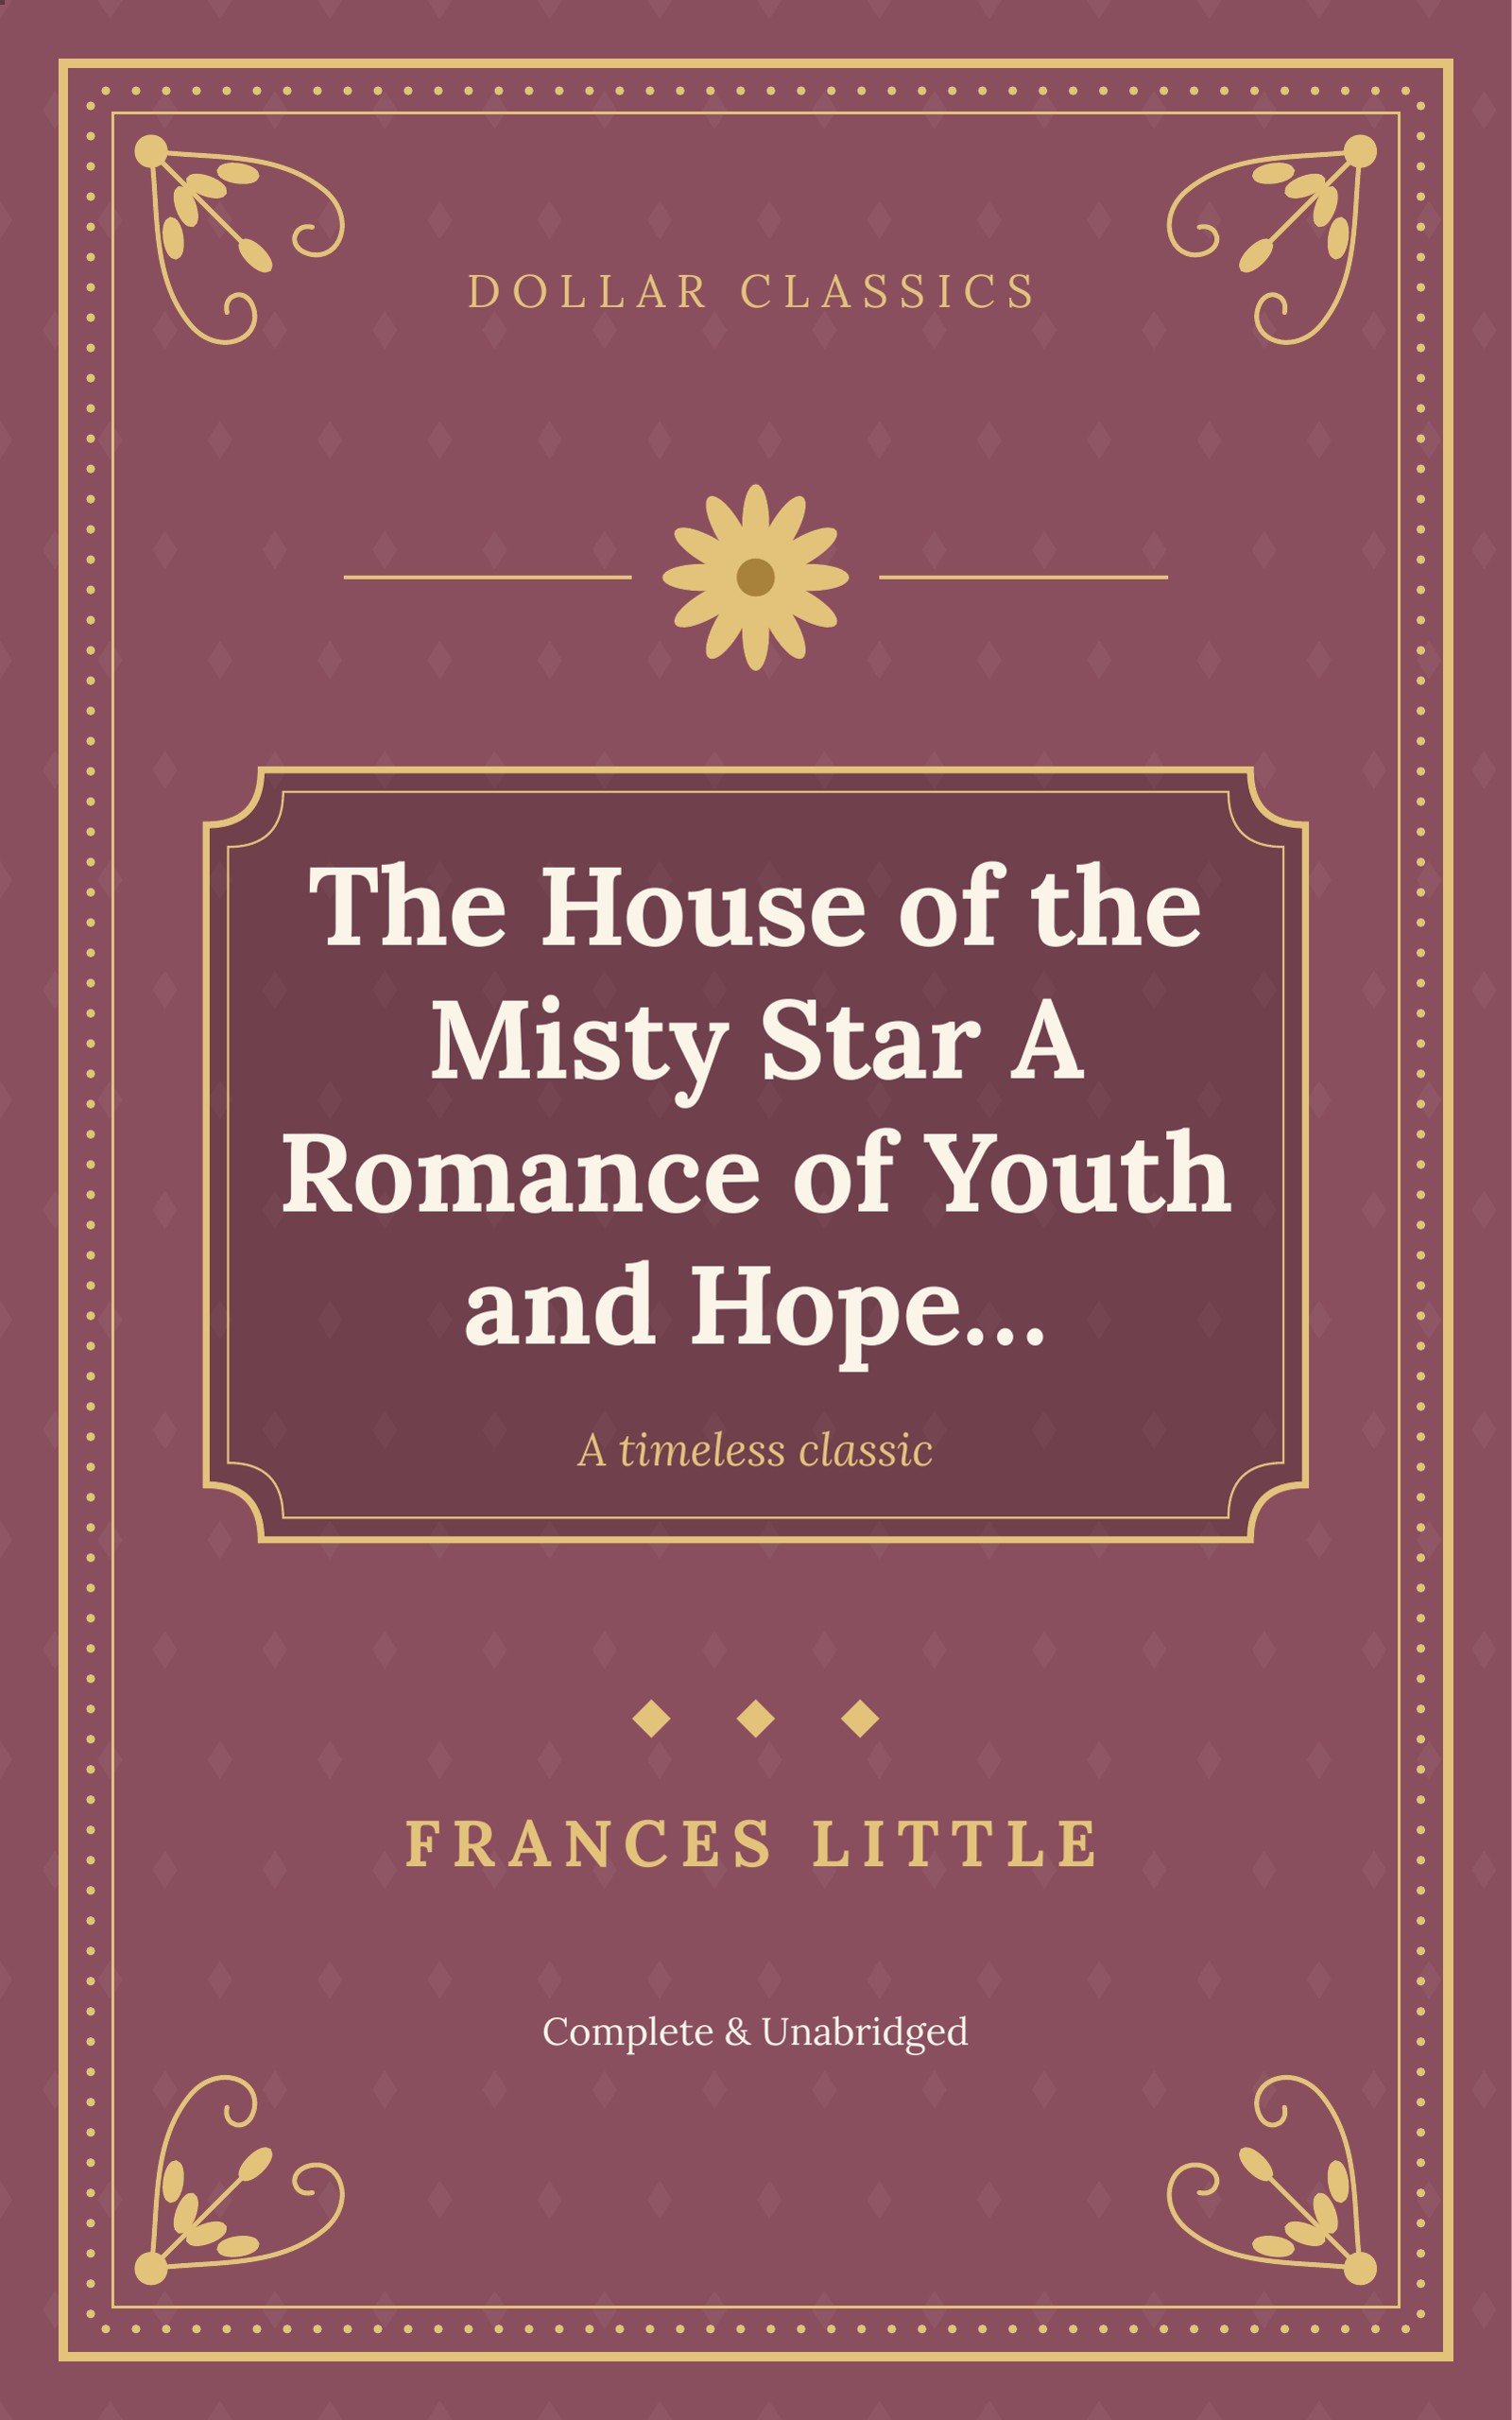 DOLLAR CLASSICS
The House of the
Misty Star A
Romance of Youth
and Hope...
A timeless classic
FRANCES LITTLE
Complete & Unabridged